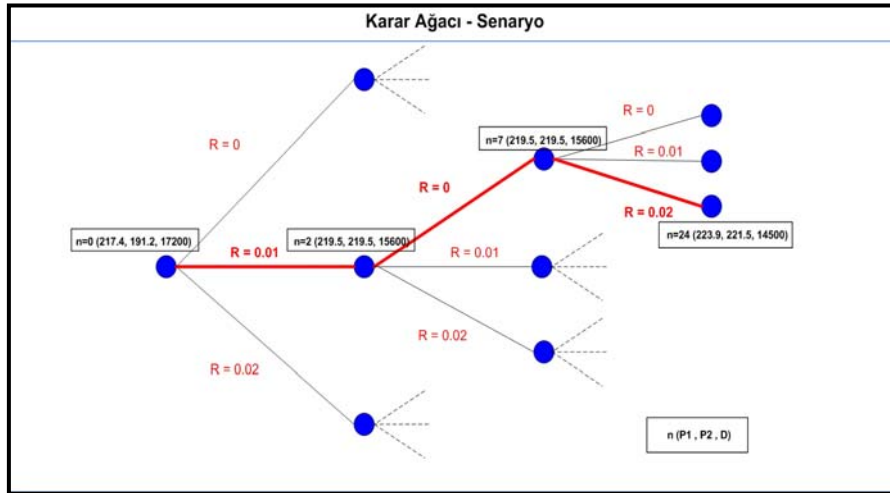 Karar Ağacı - Senaryo
R = 0
n=7 (219.5, 219.5, 15600)
R = 0
R = 0.01
R = 0
R = 0.02
n=0 (217.4, 191.2, 17200)
R = 0.01
n=2 (219.5, 219.5, 15600)
n=24 (223.9, 221.5, 14500)
R = 0.01
R = 0.02
R = 0.02
n (P1 , P2 , D)